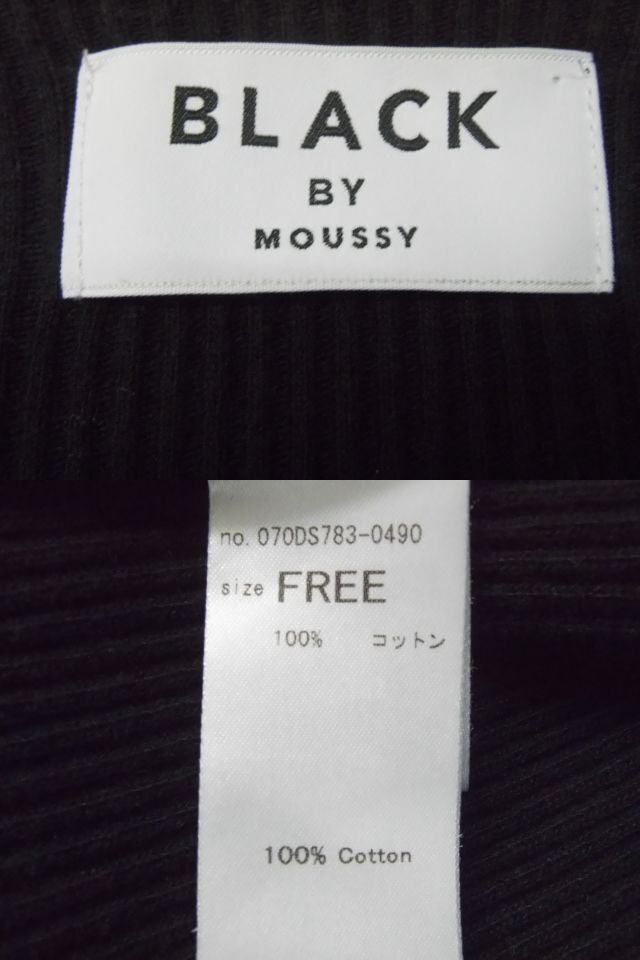 BLACK
BY
MOUSSY
no. 070DS783-0490
size FREE
100% コットン
100% Cotton